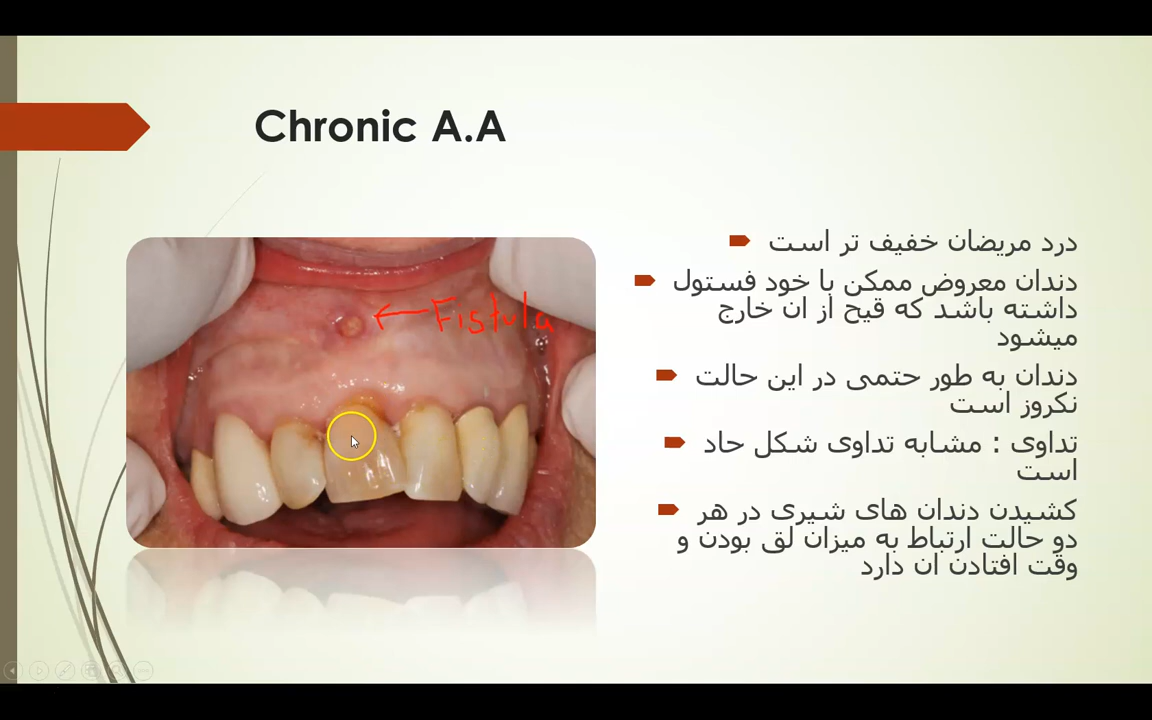 Chronic A.A
Fistula
درد مریضان خفیف تر است
دندان معروض ممکن با خود فستول
داشته باشد که قیح از ان خارج
میشود
دندان به طور حتمی در این حالت
نکروز است
تداوی : مشابه تداوی شکل حاد
است
کشیدن دندان های شیری در هر
دو حالت ارتباط به میزان لق بودن و
وقت افتادن ان دارد